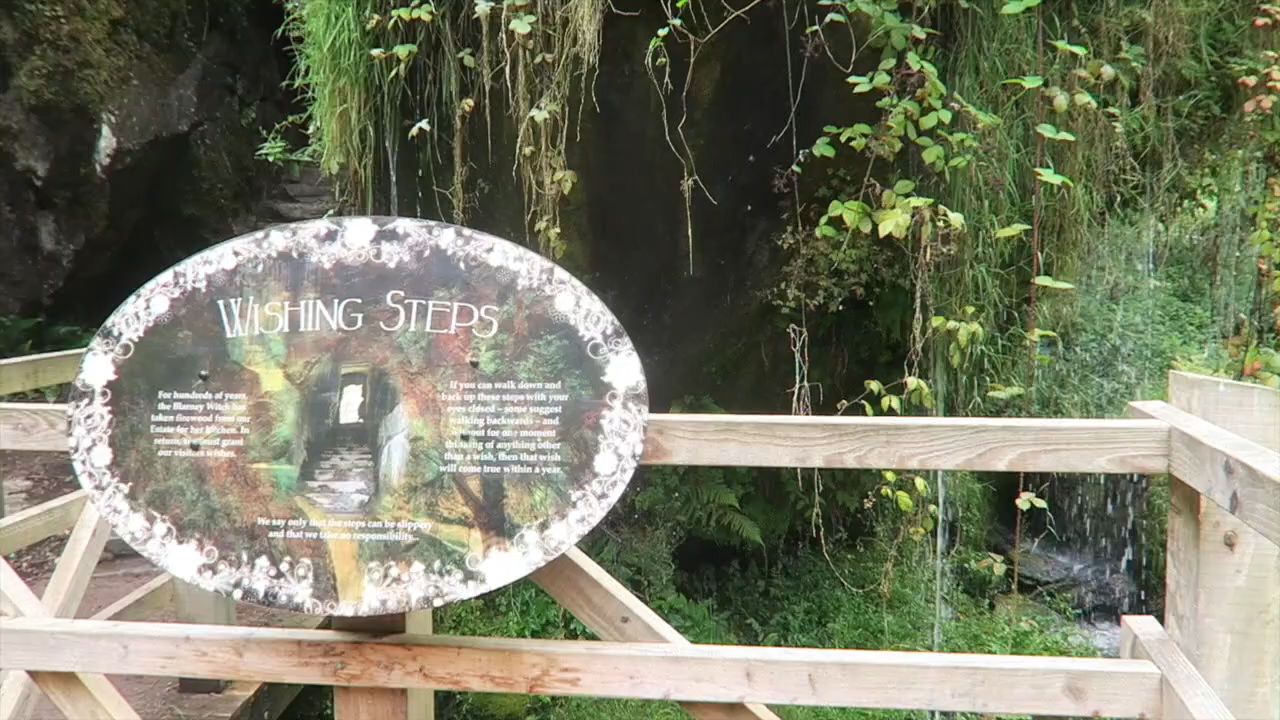 WISHING STEPS
For hundreds of years,
the Blarney Witch has
taken firewood from our
Estate for her kitchen. In
return, she must grant
our visitors wishes.
If you can walk down and
back up these steps with your
eyes closed – some suggest
walking backwards – and
without for one moment
thinking of anything other
than a wish, then that wish
will come true within a year.
We say only that the steps can be slippery
and that we take no responsibility...